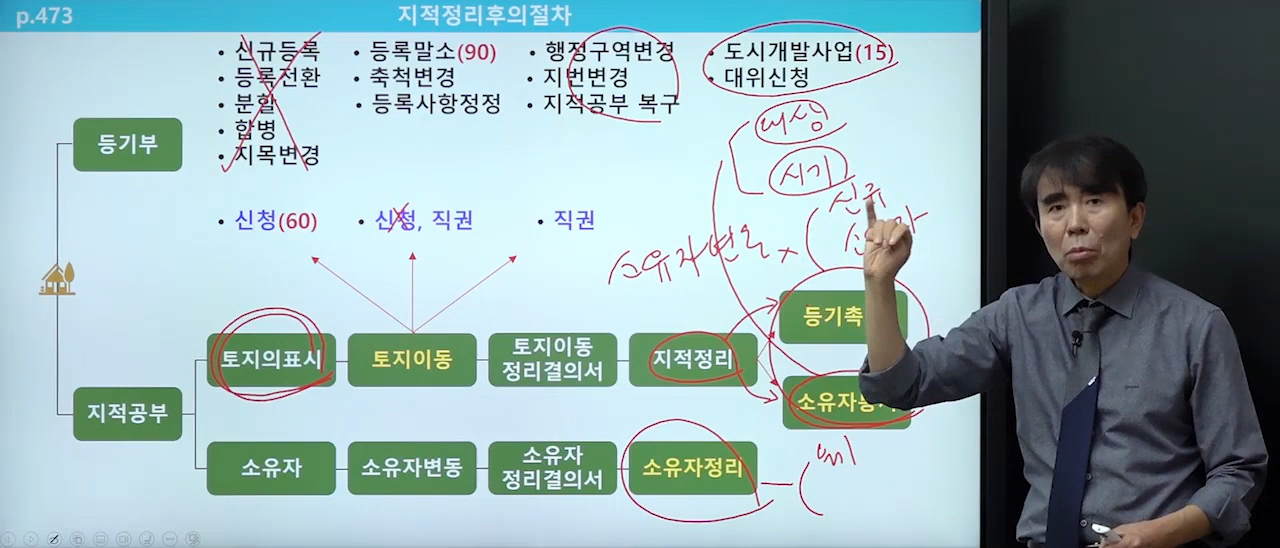 p.473
지적정리후의절차
• 신규등록
• 등록전환
• 분할
• 합병
• 지목변경
• 등록말소(90)
• 축척변경
• 등록사항정정
• 행정구역변경
• 지번변경
• 지적공부 복구
• 도시개발사업(15)
• 대위신청
대상
시기
등기부
• 신청(60)
• 신청, 직권
• 직권
신규
소유자변동 ×
등기촉
토지의표시
토지이동
토지이동
정리결의서
지적정리
소유자
지적공부
소유자
소유자변동
소유자
정리결의서
소유자정리